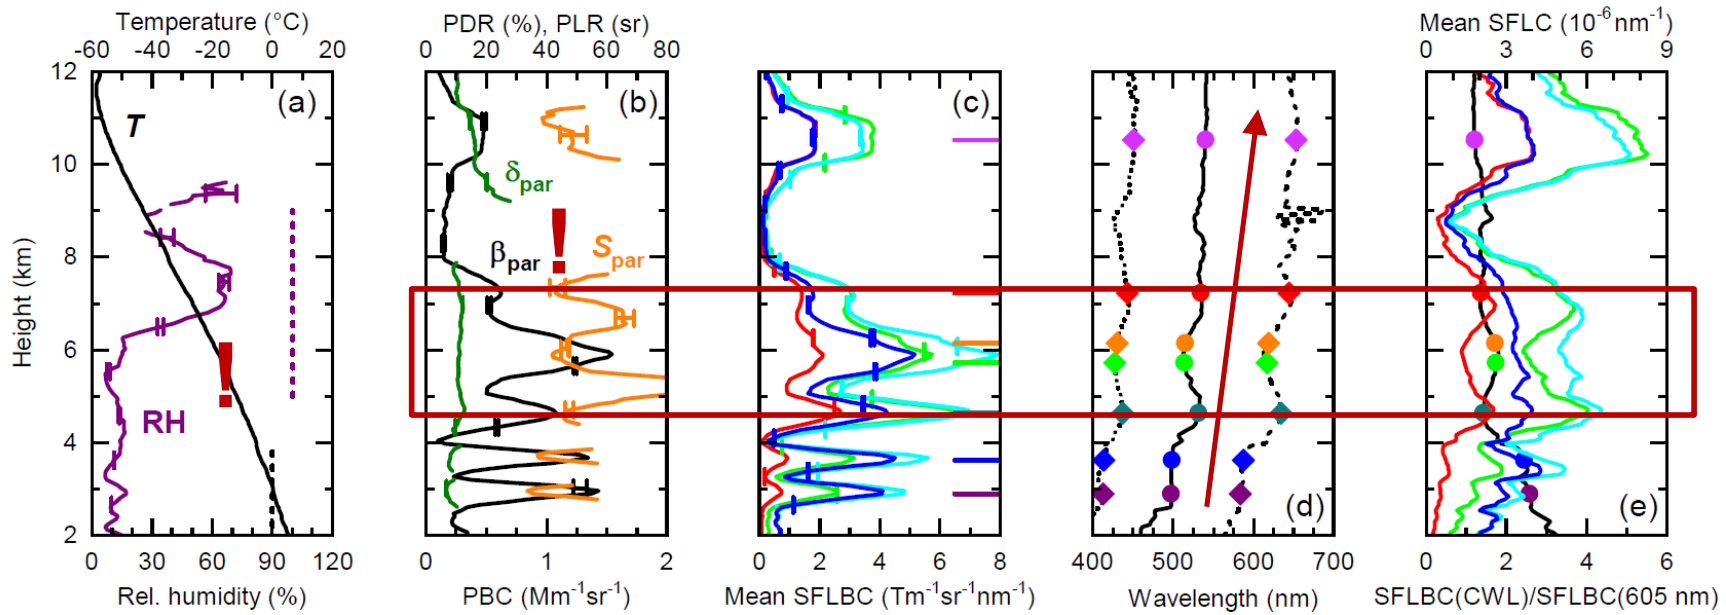 Temperature (°C)
-60 -40 -20 0 20
PDR (%), PLR (sr)
0 20 40 60 80
Mean SFLC (10⁻⁶ nm⁻¹)
0 3 6 9
Height (km)
12
10
8
6
4
2
(a)
T
RH
!
(b)
δpar
βpar
Spar
!
(c)
(d)
(e)
0 30 60 90 120
Rel. humidity (%)
0 1 2
PBC (Mm⁻¹sr⁻¹)
0 2 4 6 8
Mean SFLBC (Tm⁻¹sr⁻¹nm⁻¹)
400 500 600 700
Wavelength (nm)
0 2 4 6
SFLBC(CWL)/SFLBC(605 nm)